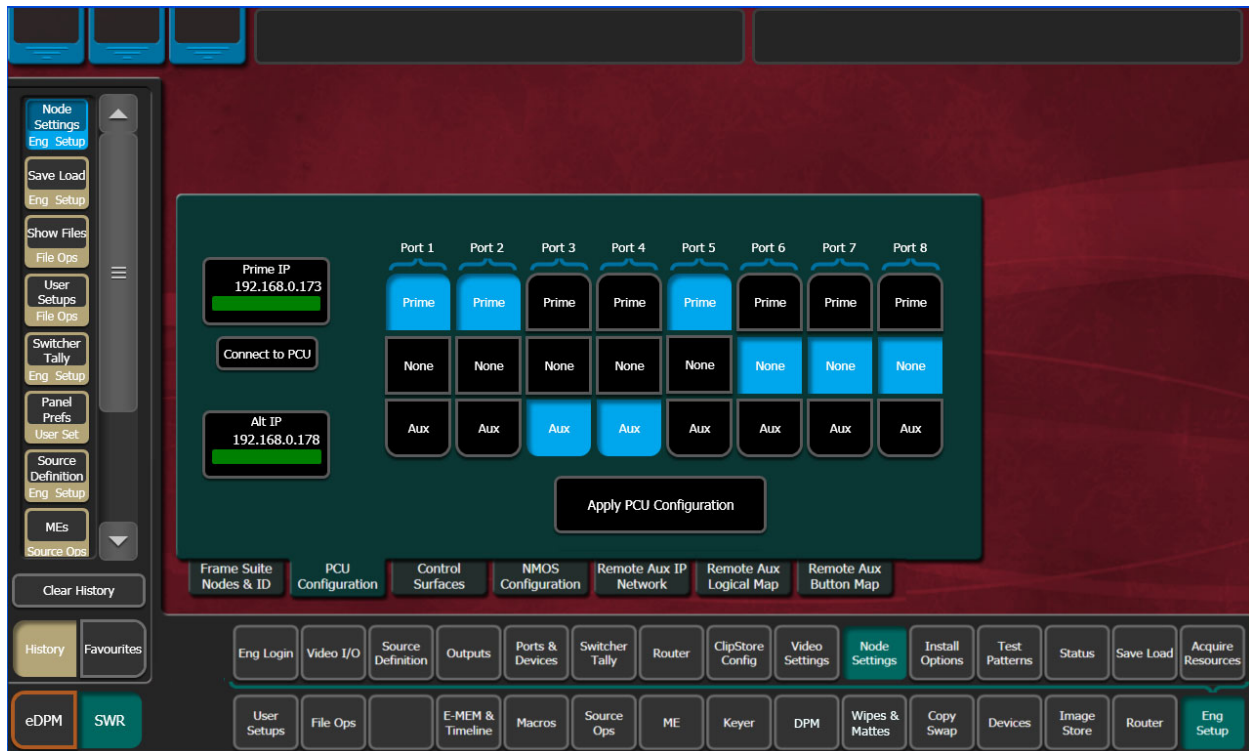 Node
Settings
Eng Setup
Save Load
Eng Setup
Show Files
File Ops
User
Setups
File Ops
Switcher
Tally
Eng Setup
Panel
Prefs
User Set
Source
Definition
Eng Setup
MEs
Source Ops
Clear History
History
Favourites
eDPM
SWR
Port 1 Port 2 Port 3 Port 4 Port 5 Port 6 Port 7 Port 8
Prime IP
192.168.0.173
Connect to PCU
Alt IP
192.168.0.178
Prime Prime Prime Prime Prime Prime Prime Prime
None None None None None None None None
Aux Aux Aux Aux Aux Aux Aux Aux
Apply PCU Configuration
Frame Suite
Nodes & ID
PCU
Configuration
Control
Surfaces
NMOS
Configuration
Remote Aux IP
Network
Remote Aux
Logical Map
Remote Aux
Button Map
Eng Login
Video I/O
Source
Definition
Outputs
Ports &
Devices
Switcher
Tally
Router
ClipStore
Config
Video
Settings
Node
Settings
Install
Options
Test
Patterns
Status
Save Load
Acquire
Resources
User
Setups
File Ops
E-MEM &
Timeline
Macros
Source
Ops
ME
Keyer
DPM
Wipes &
Mattes
Copy
Swap
Devices
Image
Store
Router
Eng
Setup